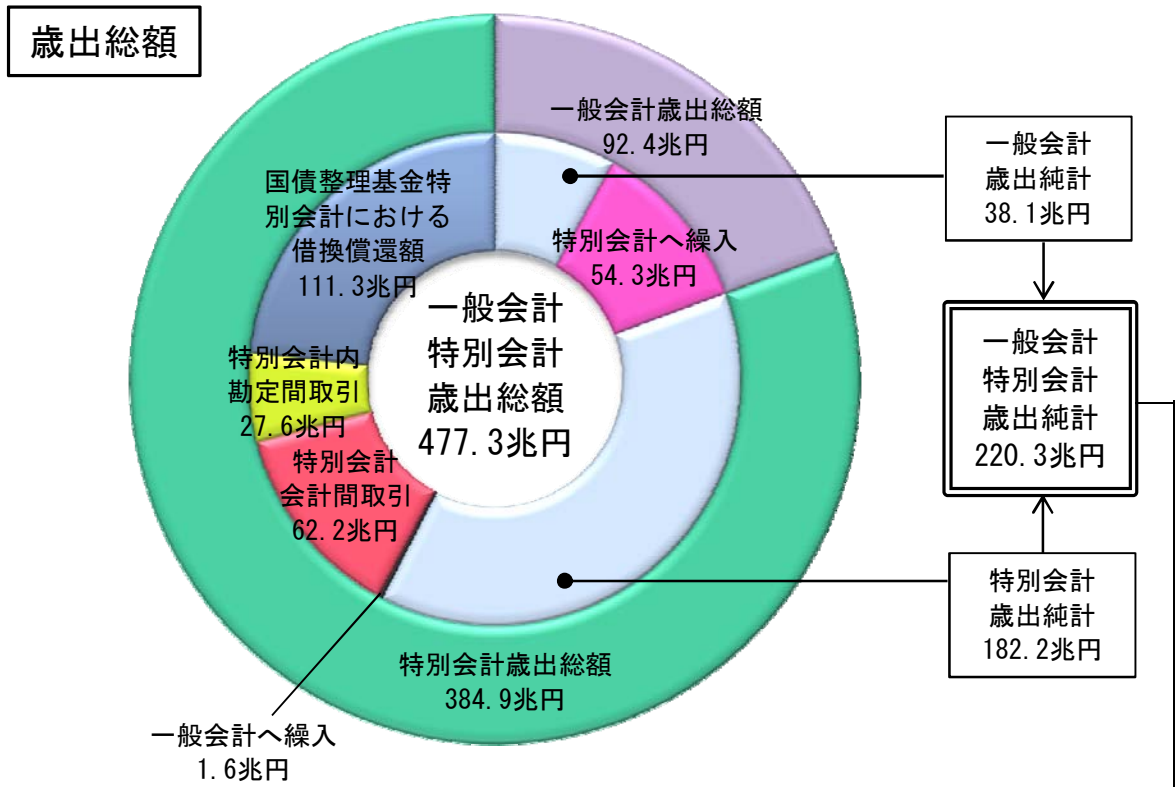 歳出総額
一般会計歳出総額
92.4兆円
国債整理基金特
別会計における
借換償還額
111.3兆円
特別会計へ繰入
54.3兆円
一般会計
特別会計
歳出総額
477.3兆円
特別会計内
勘定間取引
27.6兆円
特別会計
会計間取引
62.2兆円
特別会計歳出総額
384.9兆円
一般会計へ繰入
1.6兆円
一般会計
歳出純計
38.1兆円
一般会計
特別会計
歳出純計
220.3兆円
特別会計
歳出純計
182.2兆円